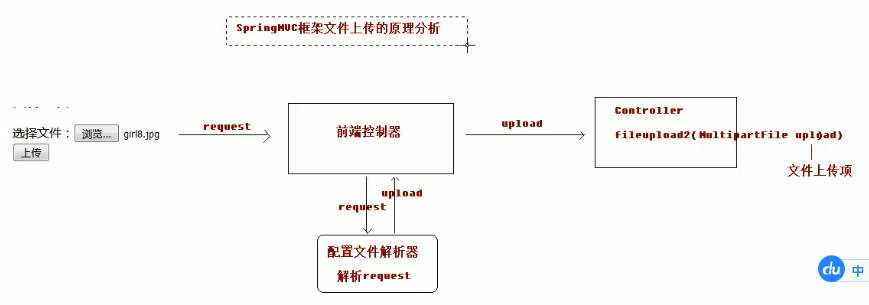 SpringMVC框架文件上传的原理分析
选择文件：浏览... girl8.jpg
上传
request
前端控制器
upload
Controller
fileupload2(MultipartFile upload)
文件上传项
upload
request
配置文件解析器
解析request
du 中